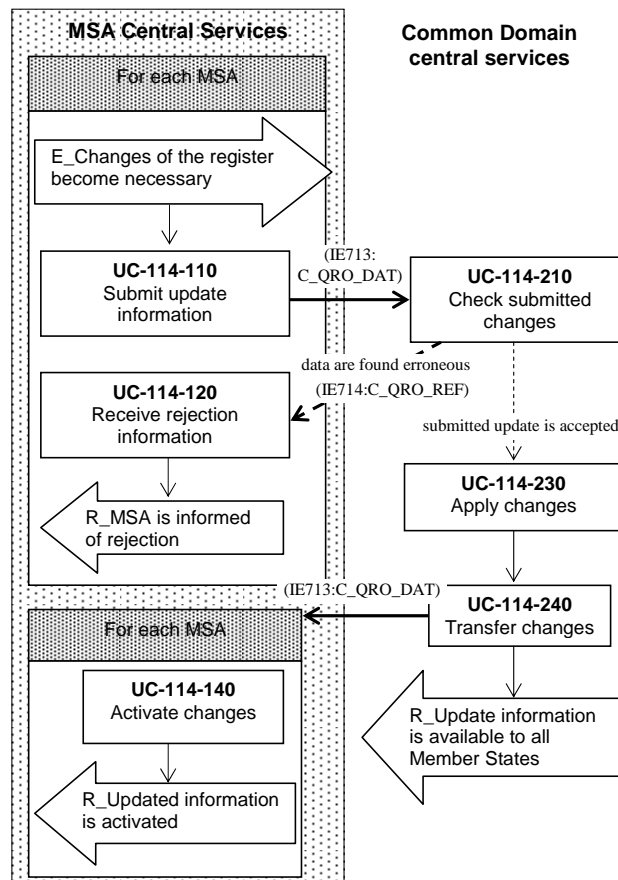 MSA Central Services
Common Domain
central services
For each MSA
E_Changes of the register
become necessary
UC-114-110
Submit update
information
(IE713:
C_QRO_DAT)
UC-114-210
Check submitted
changes
data are found erroneous
(IE714:C_QRO_REF)
UC-114-120
Receive rejection
information
submitted update is accepted
R_MSA is informed
of rejection
UC-114-230
Apply changes
(IE713:C_QRO_DAT)
UC-114-240
Transfer changes
For each MSA
UC-114-140
Activate changes
R_Update information
is available to all
Member States
R_Updated information
is activated